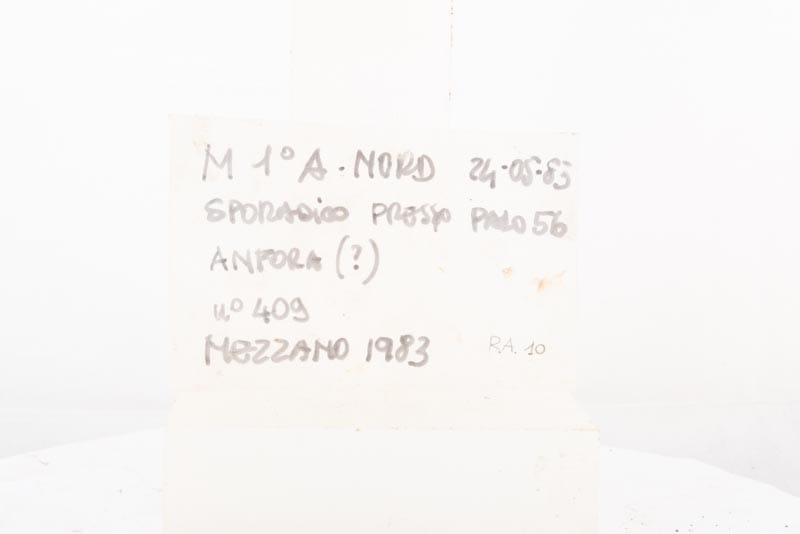 M 1° A. NORD 24.05.83
SPORADICO PRESSO PALO 56
ANFORA (?)
n° 409
MEZZANO 1983 R.A. 10